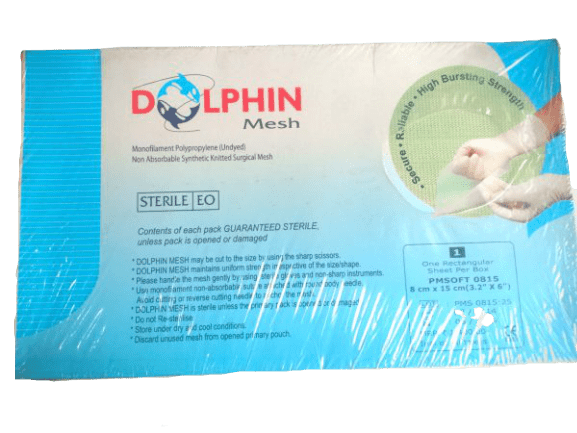 DOLPHIN
Mesh
Monofilament Polypropylene (Undyed)
Non Absorbable Synthetic Knitted Surgical Mesh
• Secure • Reliable • High Bursting Strength
STERILE EO
Contents of each pack GUARANTEED STERILE,
unless pack is opened or damaged
* DOLPHIN MESH may be cut to the size by using the sharp scissors.
* DOLPHIN MESH maintains uniform strength irrespective of the size/shape.
* Please handle the mesh gently by using sterile gloves and non-sharp instruments.
* Use monofilament non-absorbable suture attached with round body needle.
Avoid cutting or reverse cutting needle to anchor the mesh.
* DOLPHIN MESH is sterile unless the primary pack is opened or damaged
* Do not Re-sterilise
* Store under dry and cool conditions.
* Discard unused mesh from opened primary pouch.
1
One Rectangular
Sheet Per Box
PMSOFT 0815
8 cm x 15 cm(3.2" X 6")
PMS 0815